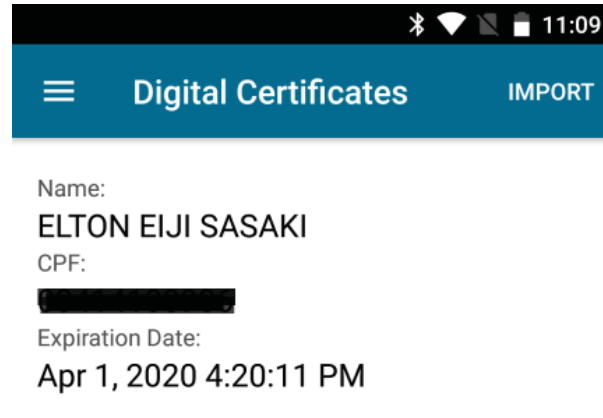 11:09
Digital Certificates IMPORT
Name:
ELTON EIJI SASAKI
CPF:
Expiration Date:
Apr 1, 2020 4:20:11 PM